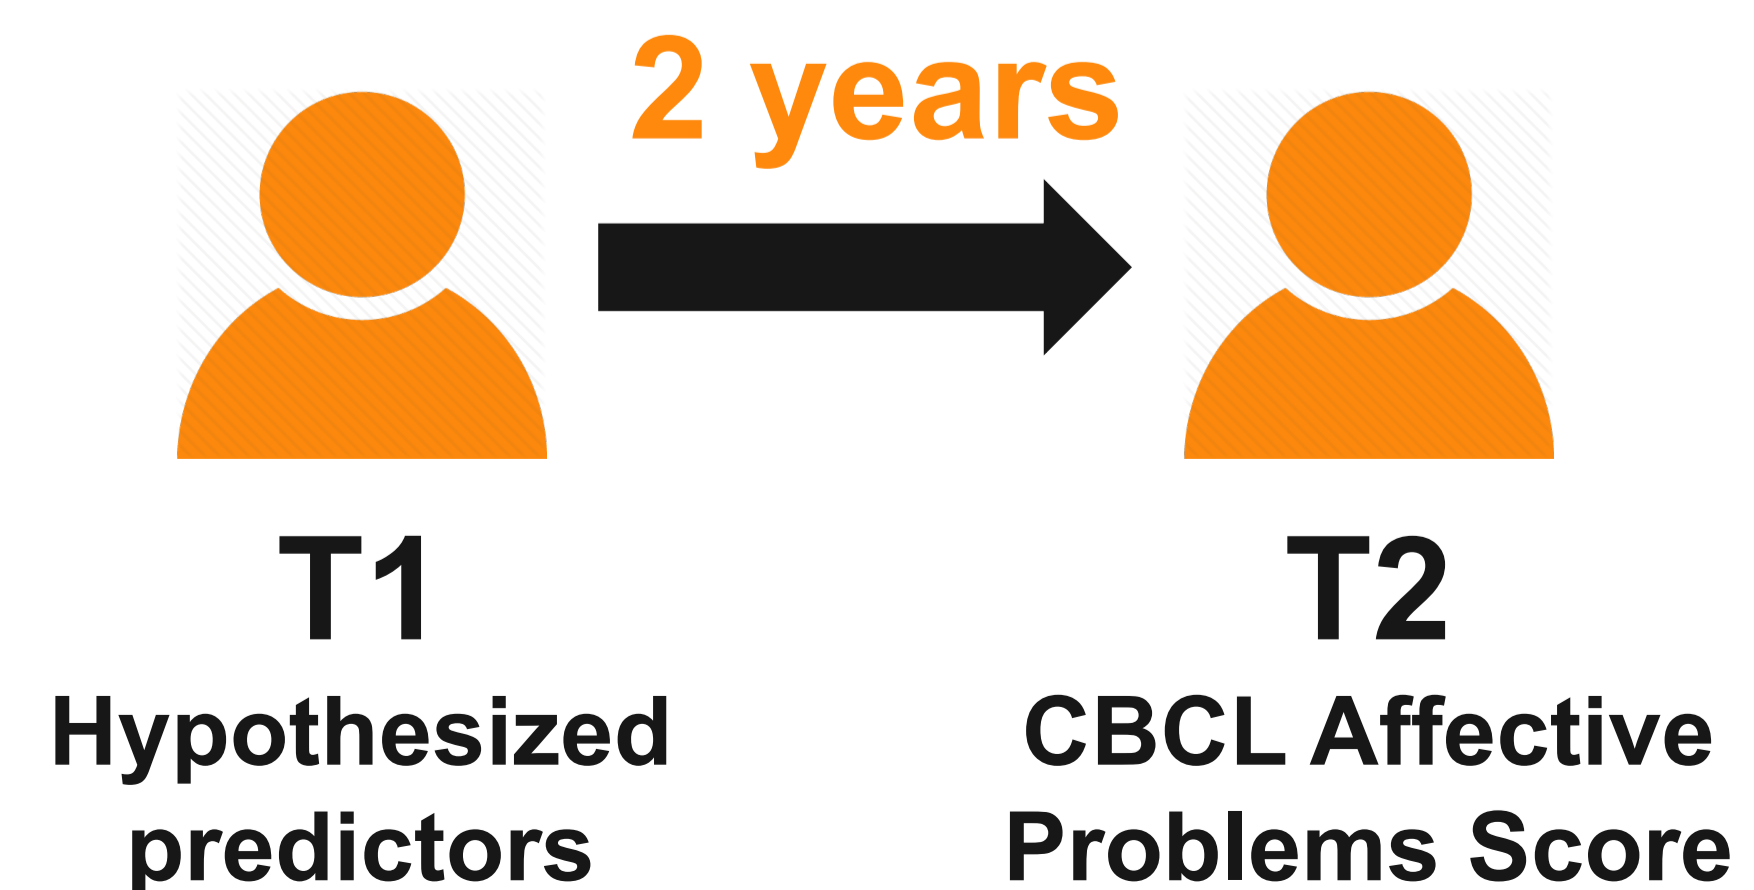 2 years
T1
Hypothesized
predictors
T2
CBCL Affective
Problems Score